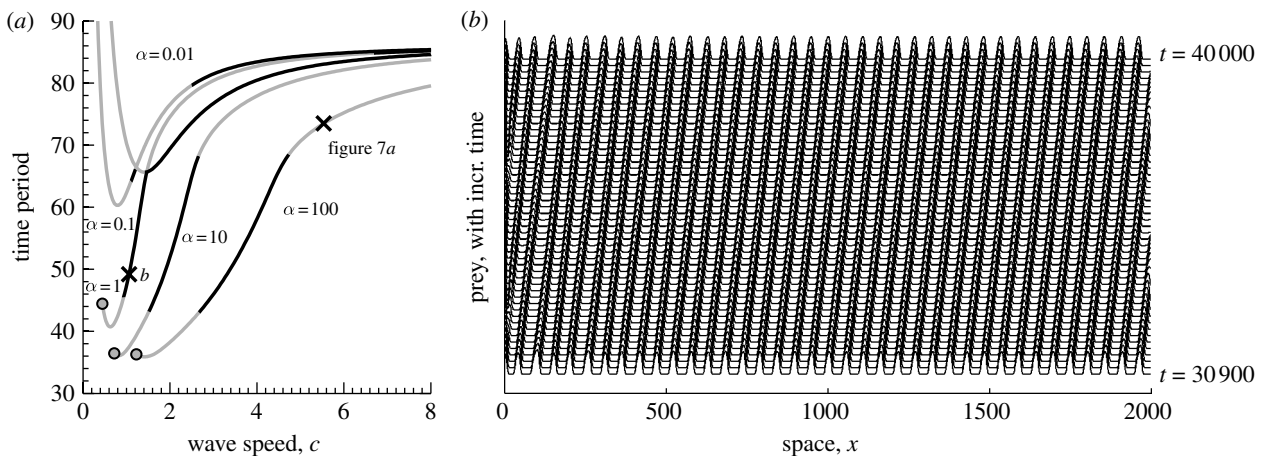 (a)
90
80
70
60
50
40
30
time period
α=0.01
α=0.1
α=1
b
α=10
α=100
figure 7a
0
2
4
6
8
wave speed, c
(b)
prey, with incr. time
t = 40 000
t = 30 900
0
500
1000
1500
2000
space, x